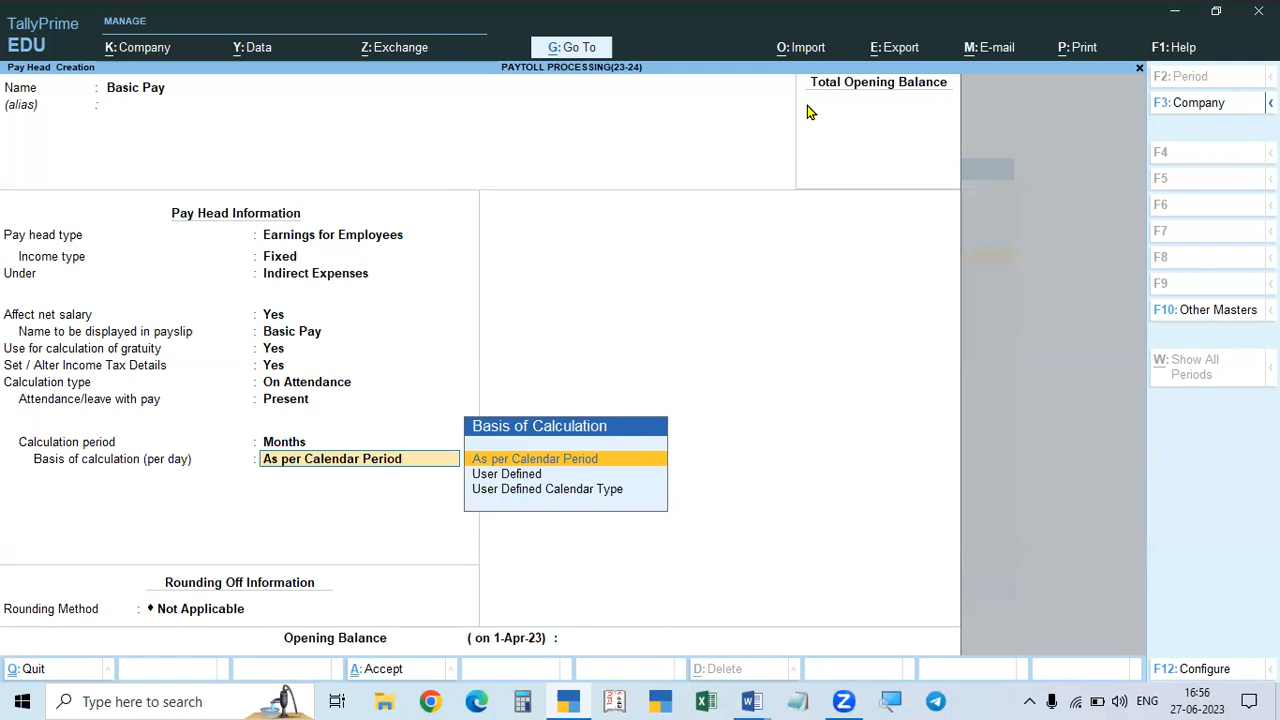 TallyPrime
EDU
MANAGE
K: Company
Y: Data
Z: Exchange
G: Go To
O: Import
E: Export
M: E-mail
P: Print
F1: Help
Pay Head Creation
PAYTOLL PROCESSING(23-24)
Name : Basic Pay
(alias) :
Total Opening Balance
Pay Head Information
Pay head type : Earnings for Employees
Income type : Fixed
Under : Indirect Expenses
Affect net salary : Yes
Name to be displayed in payslip : Basic Pay
Use for calculation of gratuity : Yes
Set / Alter Income Tax Details : Yes
Calculation type : On Attendance
Attendance/leave with pay : Present
Calculation period : Months
Basis of calculation (per day) : As per Calendar Period
Basis of Calculation
As per Calendar Period
User Defined
User Defined Calendar Type
Rounding Off Information
Rounding Method : ♦ Not Applicable
Opening Balance ( on 1-Apr-23) :
F2: Period
F3: Company
F4
F5
F6
F7
F8
F9
F10: Other Masters
W: Show All
Periods
Q: Quit
A: Accept
D: Delete
F12: Configure
Type here to search
ENG
16:56
27-06-2023